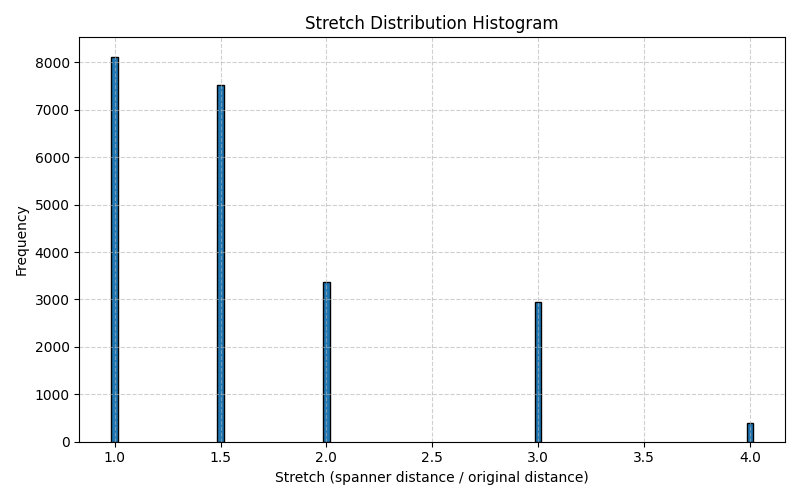 Stretch Distribution Histogram
Frequency
8000
7000
6000
5000
4000
3000
2000
1000
0
1.0 1.5 2.0 2.5 3.0 3.5 4.0
Stretch (spanner distance / original distance)